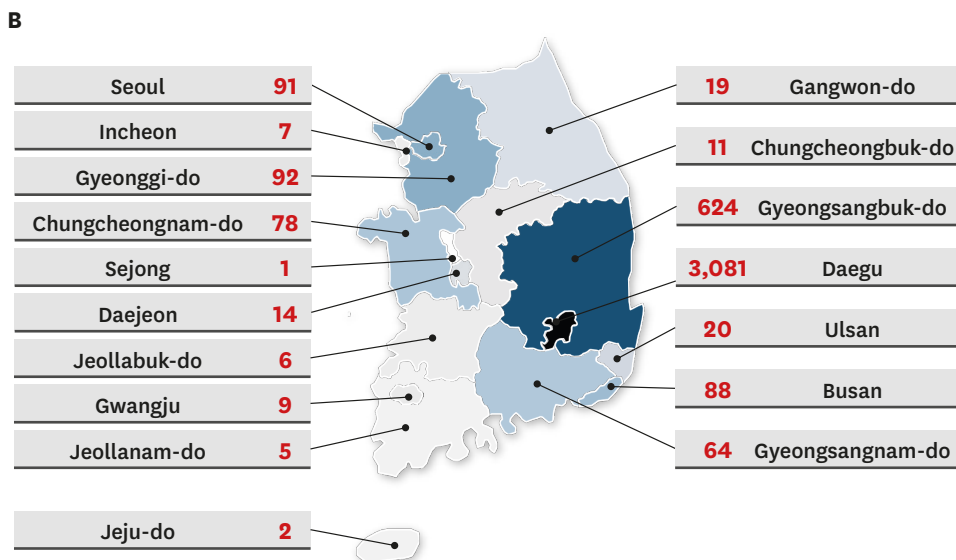 B
Seoul 91
Incheon 7
Gyeonggi-do 92
Chungcheongnam-do 78
Sejong 1
Daejeon 14
Jeollabuk-do 6
Gwangju 9
Jeollanam-do 5
Jeju-do 2
19 Gangwon-do
11 Chungcheongbuk-do
624 Gyeongsangbuk-do
3,081 Daegu
20 Ulsan
88 Busan
64 Gyeongsangnam-do